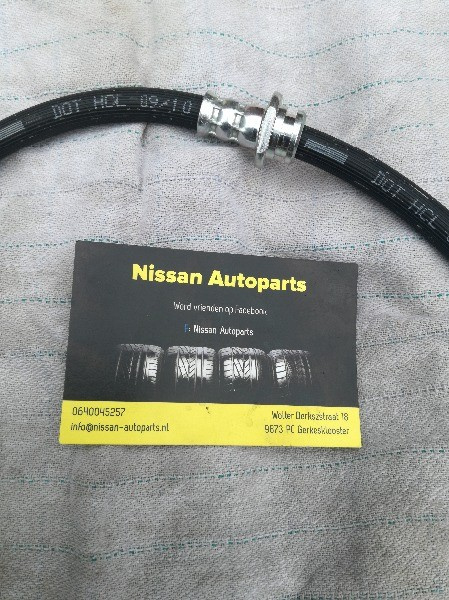 DOT HCL 09/10
DOT HCL
Nissan Autoparts
Word vrienden op Facebook
F: Nissan Autoparts
0640045257
info@nissan-autoparts.nl
Wolter Berkszstraat 18
9873 PC Gerkesklooster